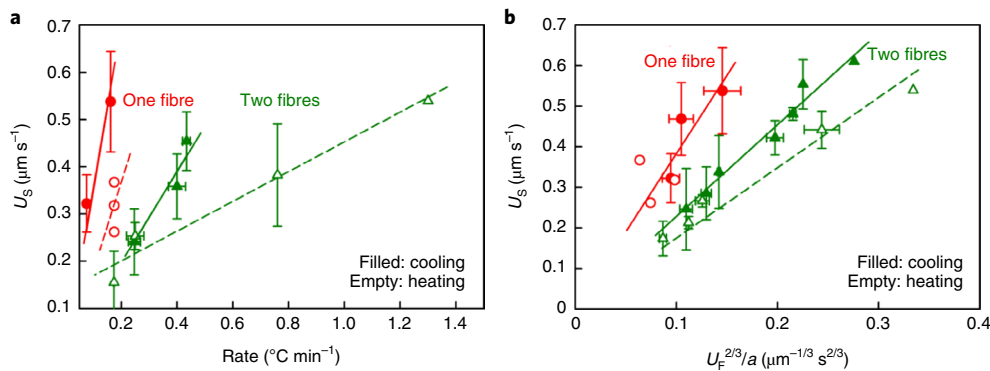 a
0.7
0.6
0.5
0.4
0.3
0.2
0.1
U_S (μm s⁻¹)
One fibre
Two fibres
Filled: cooling
Empty: heating
0.2
0.4
0.6
0.8
1.0
1.2
1.4
Rate (°C min⁻¹)
b
0.7
0.6
0.5
0.4
0.3
0.2
0.1
0
U_S (μm s⁻¹)
One fibre
Two fibres
Filled: cooling
Empty: heating
0
0.1
0.2
0.3
0.4
U_F^2/3/a (μm⁻¹/³ s²/³)